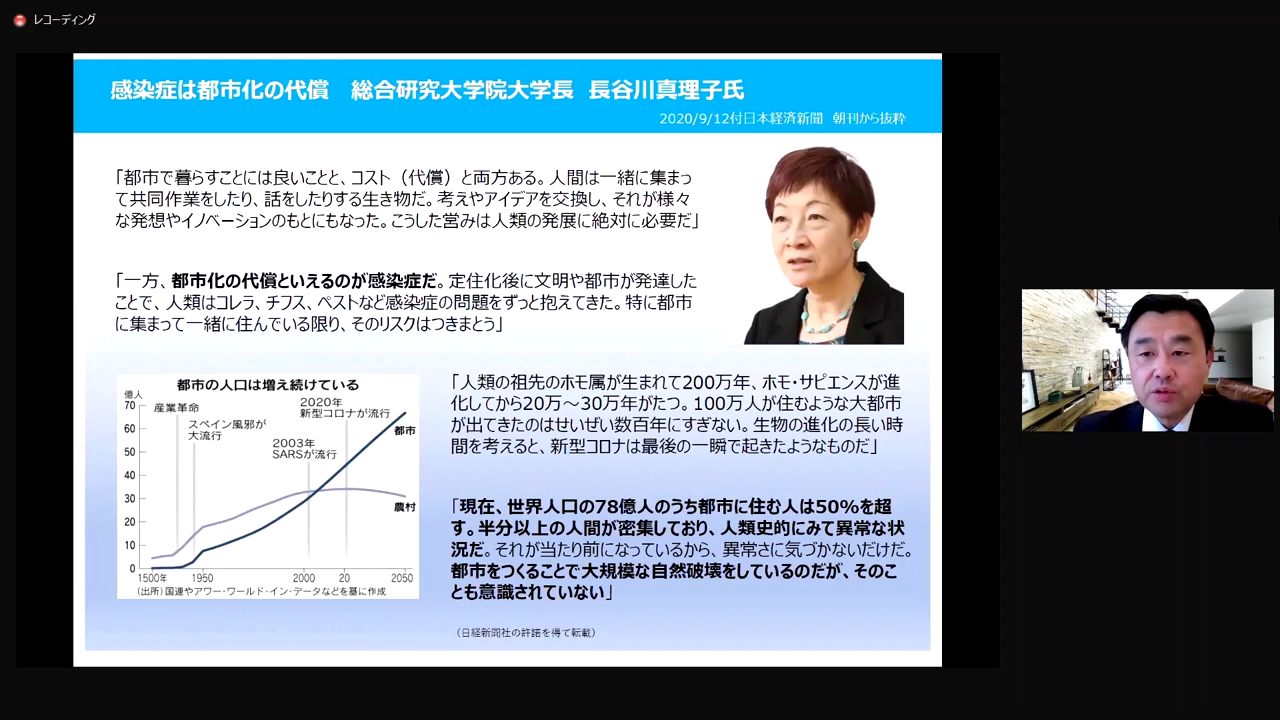 レコーディング
感染症は都市化の代償　総合研究大学院大学長　長谷川真理子氏
2020/9/12付日本経済新聞　朝刊から抜粋
「都市で暮らすことには良いことと、コスト（代償）と両方ある。人間は一緒に集まっ
て共同作業をしたり、話をしたりする生き物だ。考えやアイデアを交換し、それが様々
な発想やイノベーションのもとにもなった。こうした営みは人類の発展に絶対に必要だ」
「一方、都市化の代償といえるのが感染症だ。定住化後に文明や都市が発達した
ことで、人類はコレラ、チフス、ペストなど感染症の問題をずっと抱えてきた。特に都市
に集まって一緒に住んでいる限り、そのリスクはつきまとう」
都市の人口は増え続けている
億人
70
60
50
40
30
20
10
0
産業革命
スペイン風邪が
大流行
2003年
SARSが流行
2020年
新型コロナが流行
都市
農村
1500年
1950
2000
20
2050
（出所）国連やアワー・ワールド・イン・データなどを基に作成
「人類の祖先のホモ属が生まれて200万年、ホモ・サピエンスが進
化してから20万～30万年がたつ。100万人が住むような大都市
が出てきたのはせいぜい数百年にすぎない。生物の進化の長い時
間を考えると、新型コロナは最後の一瞬で起きたようなものだ」
「現在、世界人口の78億人のうち都市に住む人は50%を超
す。半分以上の人間が密集しており、人類史的にみて異常な状
況だ。それが当たり前になっているから、異常さに気づかないだけだ。
都市をつくることで大規模な自然破壊をしているのだが、そのこ
とも意識されていない」
（日経新聞社の許諾を得て転載）